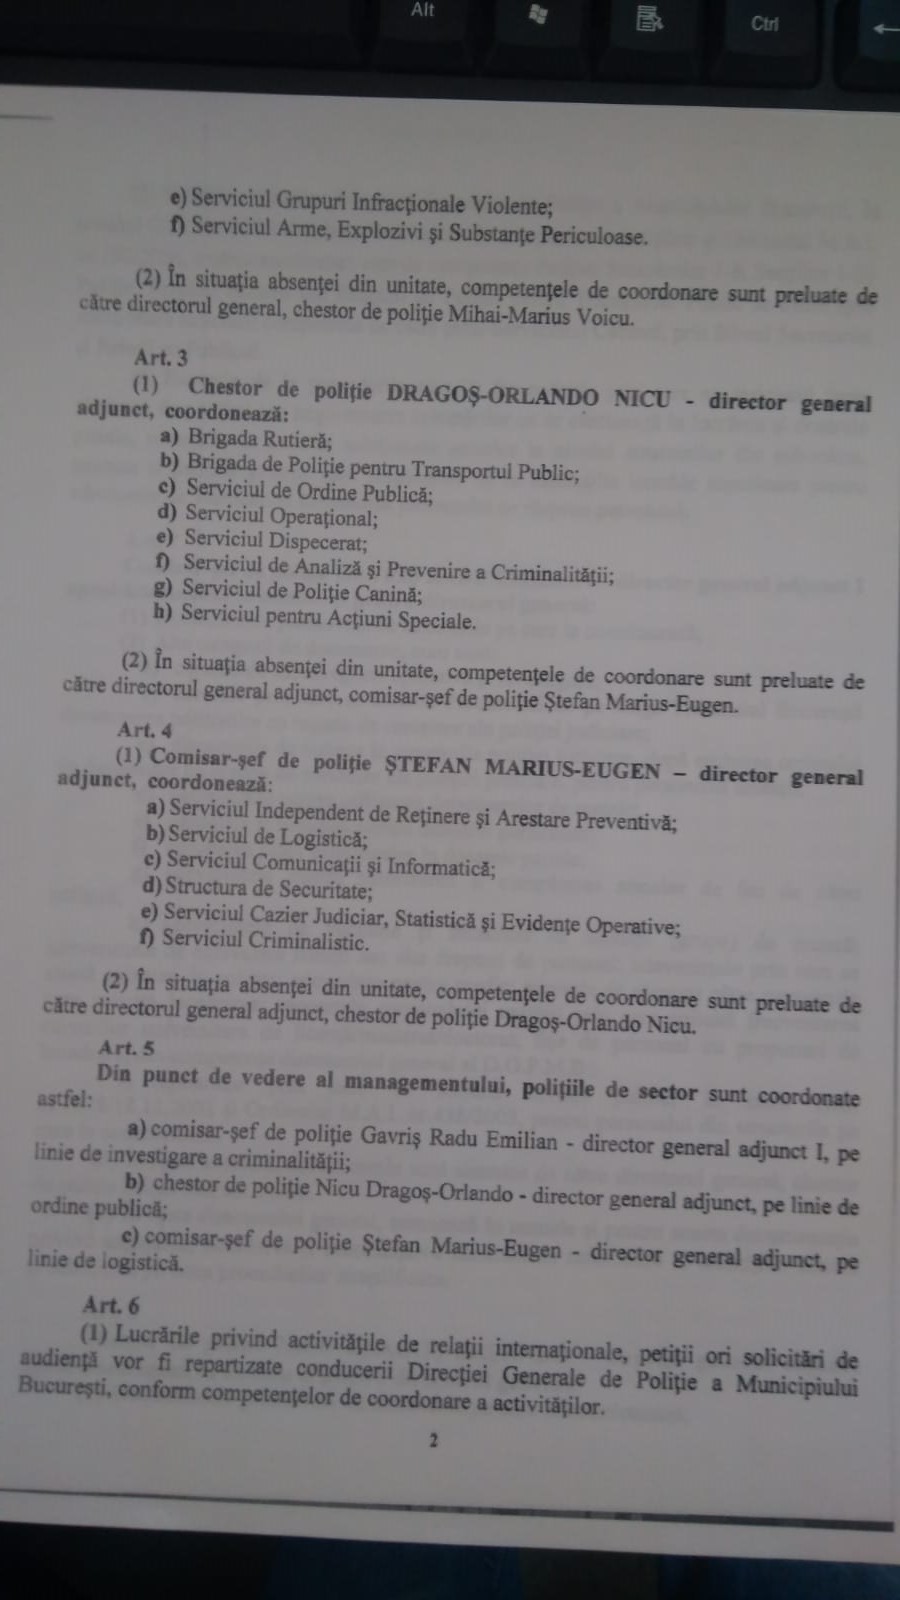 Alt
Ctrl
e) Serviciul Grupuri Infracționale Violente;
f) Serviciul Arme, Explozivi și Substanțe Periculoase.
(2) În situația absenței din unitate, competențele de coordonare sunt preluate de
către directorul general, chestor de poliție Mihai-Marius Voicu.
Art. 3
(1) Chestor de poliție DRAGOȘ-ORLANDO NICU - director general
adjunct, coordonează:
a) Brigada Rutieră;
b) Brigada de Poliție pentru Transportul Public;
c) Serviciul de Ordine Publică;
d) Serviciul Operațional;
e) Serviciul Dispecerat;
f) Serviciul de Analiză și Prevenire a Criminalității;
g) Serviciul de Poliție Canină;
h) Serviciul pentru Acțiuni Speciale.
(2) În situația absenței din unitate, competențele de coordonare sunt preluate de
către directorul general adjunct, comisar-șef de poliție Ștefan Marius-Eugen.
Art. 4
(1) Comisar-șef de poliție ȘTEFAN MARIUS-EUGEN – director general
adjunct, coordonează:
a) Serviciul Independent de Reținere și Arestare Preventivă;
b) Serviciul de Logistică;
c) Serviciul Comunicații și Informatică;
d) Structura de Securitate;
e) Serviciul Cazier Judiciar, Statistică și Evidențe Operative;
f) Serviciul Criminalistic.
(2) În situația absenței din unitate, competențele de coordonare sunt preluate de
către directorul general adjunct, chestor de poliție Dragoș-Orlando Nicu.
Art. 5
Din punct de vedere al managementului, polițiile de sector sunt coordonate
astfel:
a) comisar-șef de poliție Gavriș Radu Emilian - director general adjunct I, pe
linie de investigare a criminalității;
b) chestor de poliție Nicu Dragoș-Orlando - director general adjunct, pe linie de
ordine publică;
c) comisar-șef de poliție Ștefan Marius-Eugen - director general adjunct, pe
linie de logistică.
Art. 6
(1) Lucrările privind activitățile de relații internaționale, petiții ori solicitări de
audiență vor fi repartizate conducerii Direcției Generale de Poliție a Municipiului
București, conform competențelor de coordonare a activităților.
2